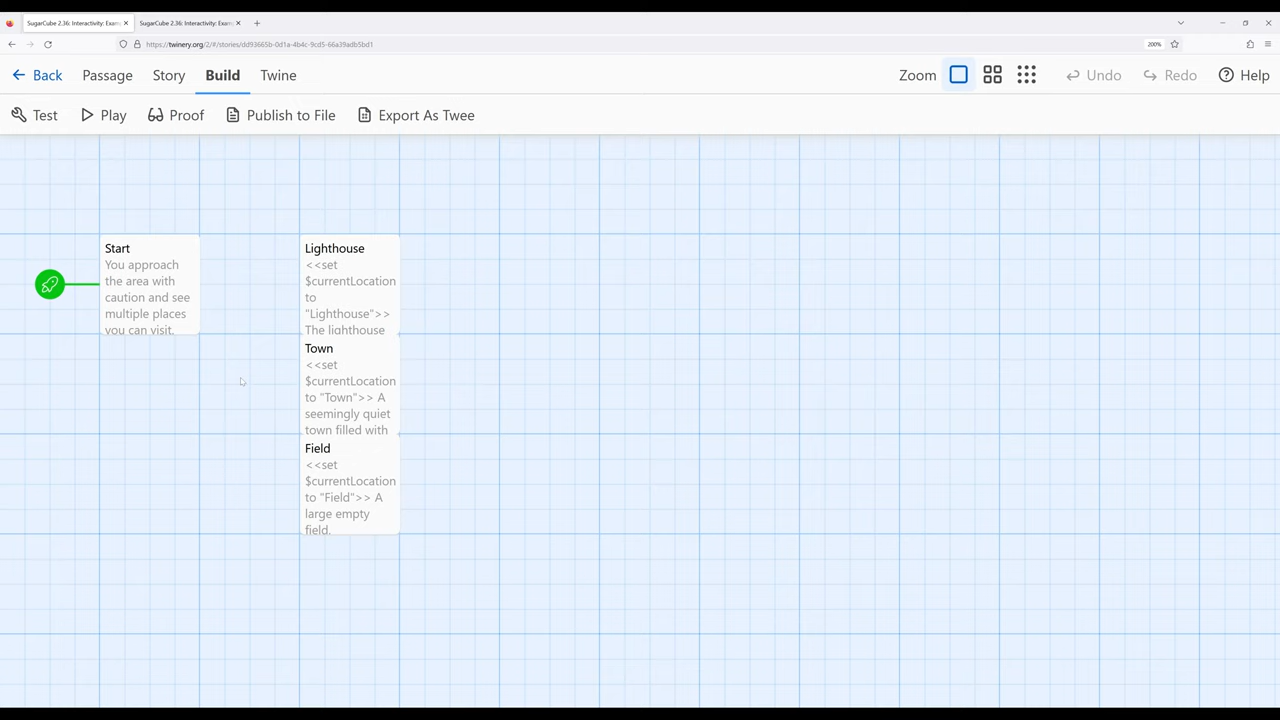 SugarCube 2.36: Interactivity: Exam
SugarCube 2.36: Interactivity: Exam
https://twinery.org/2/#/stories/dd93665b-0d1a-4b4c-9cd5-66a39adb5bd1
200%
Back Passage Story Build Twine Zoom Undo Redo Help
Test Play Proof Publish to File Export As Twee
Start
You approach
the area with
caution and see
multiple places
you can visit.
Lighthouse
<<set
$currentLocation
to
"Lighthouse">>
The lighthouse
Town
<<set
$currentLocation
to "Town">> A
seemingly quiet
town filled with
Field
<<set
$currentLocation
to "Field">> A
large empty
field.